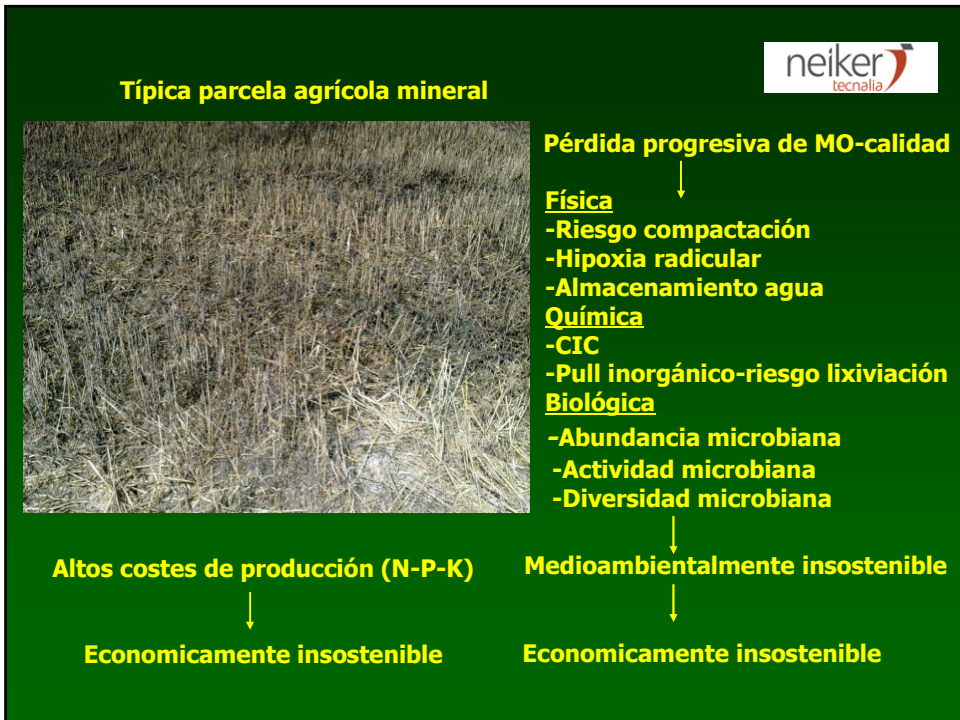 neiker
tecnalia
Típica parcela agrícola mineral
Pérdida progresiva de MO-calidad
Física
-Riesgo compactación
-Hipoxia radicular
-Almacenamiento agua
Química
-CIC
-Pull inorgánico-riesgo lixiviación
Biológica
-Abundancia microbiana
-Actividad microbiana
-Diversidad microbiana
Altos costes de producción (N-P-K)
Economicamente insostenible
Medioambientalmente insostenible
Economicamente insostenible